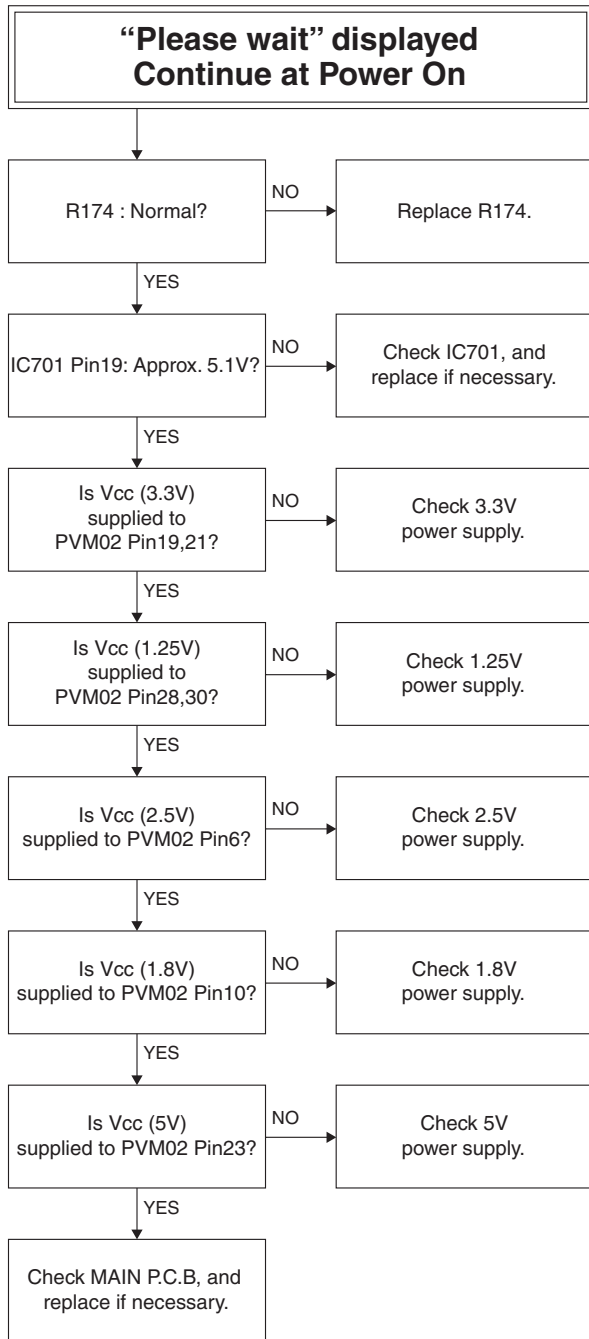 “Please wait” displayed
Continue at Power On
R174 : Normal?
NO
Replace R174.
YES
IC701 Pin19: Approx. 5.1V?
NO
Check IC701, and
replace if necessary.
YES
Is Vcc (3.3V)
supplied to
PVM02 Pin19,21?
NO
Check 3.3V
power supply.
YES
Is Vcc (1.25V)
supplied to
PVM02 Pin28,30?
NO
Check 1.25V
power supply.
YES
Is Vcc (2.5V)
supplied to PVM02 Pin6?
NO
Check 2.5V
power supply.
YES
Is Vcc (1.8V)
supplied to PVM02 Pin10?
NO
Check 1.8V
power supply.
YES
Is Vcc (5V)
supplied to PVM02 Pin23?
NO
Check 5V
power supply.
YES
Check MAIN P.C.B, and
replace if necessary.